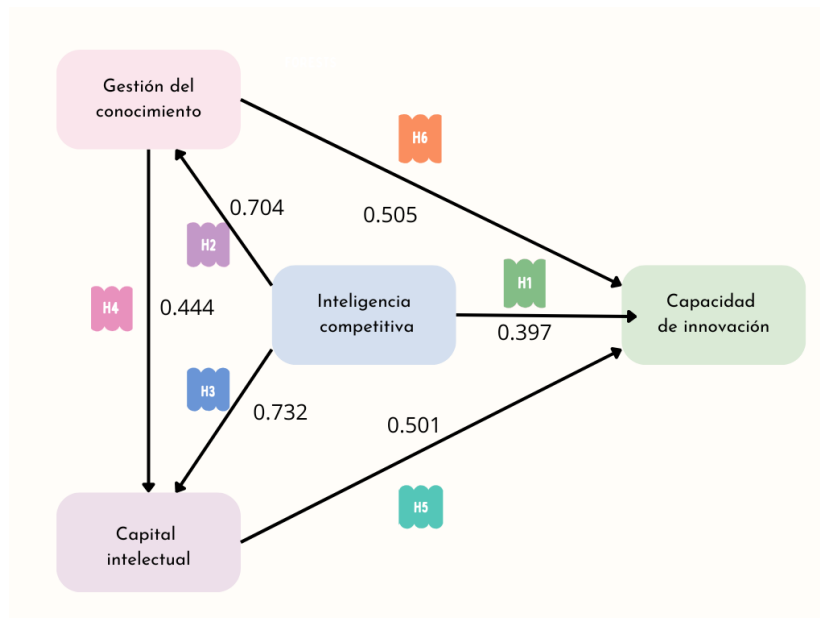 Gestión del
conocimiento
H6
0.704
0.505
H2
H1
Inteligencia
competitiva
Capacidad
de innovación
H4
0.444
0.397
H3
0.732
0.501
H5
Capital
intelectual